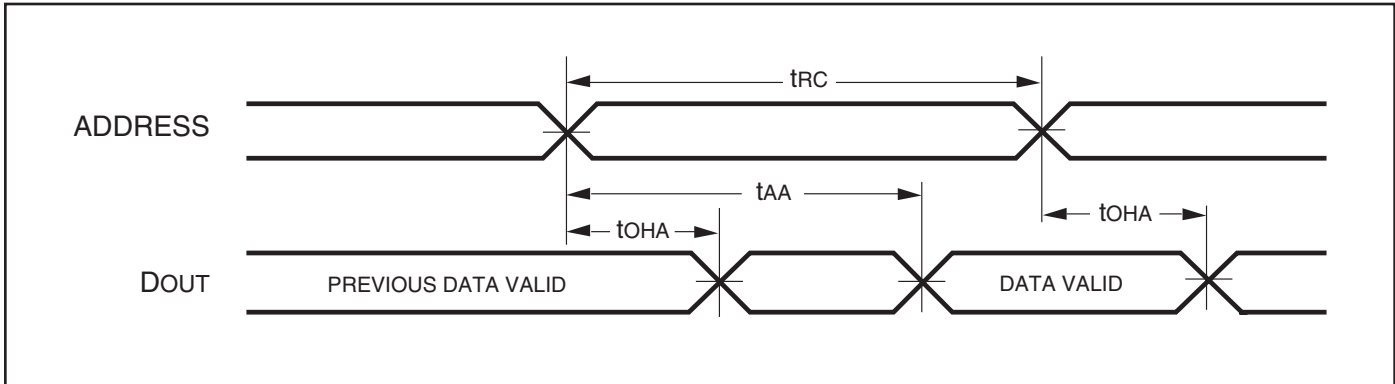 tRC
ADDRESS
tAA
tOHA
tOHA
DOUT
PREVIOUS DATA VALID
DATA VALID